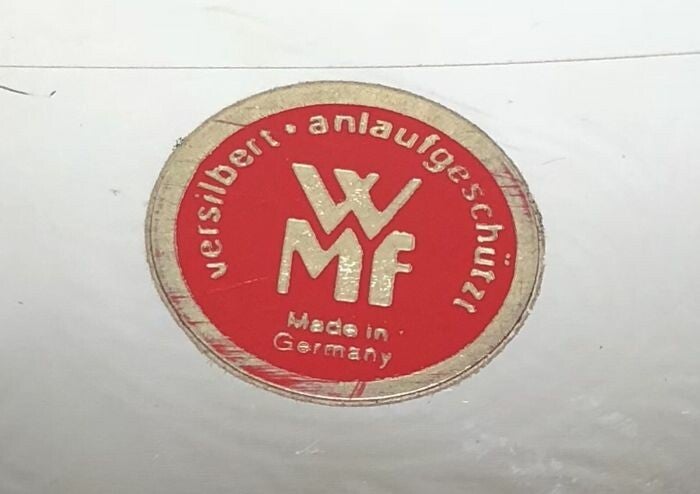 versilbert • anlaufgeschützt
WMF
Made in
Germany